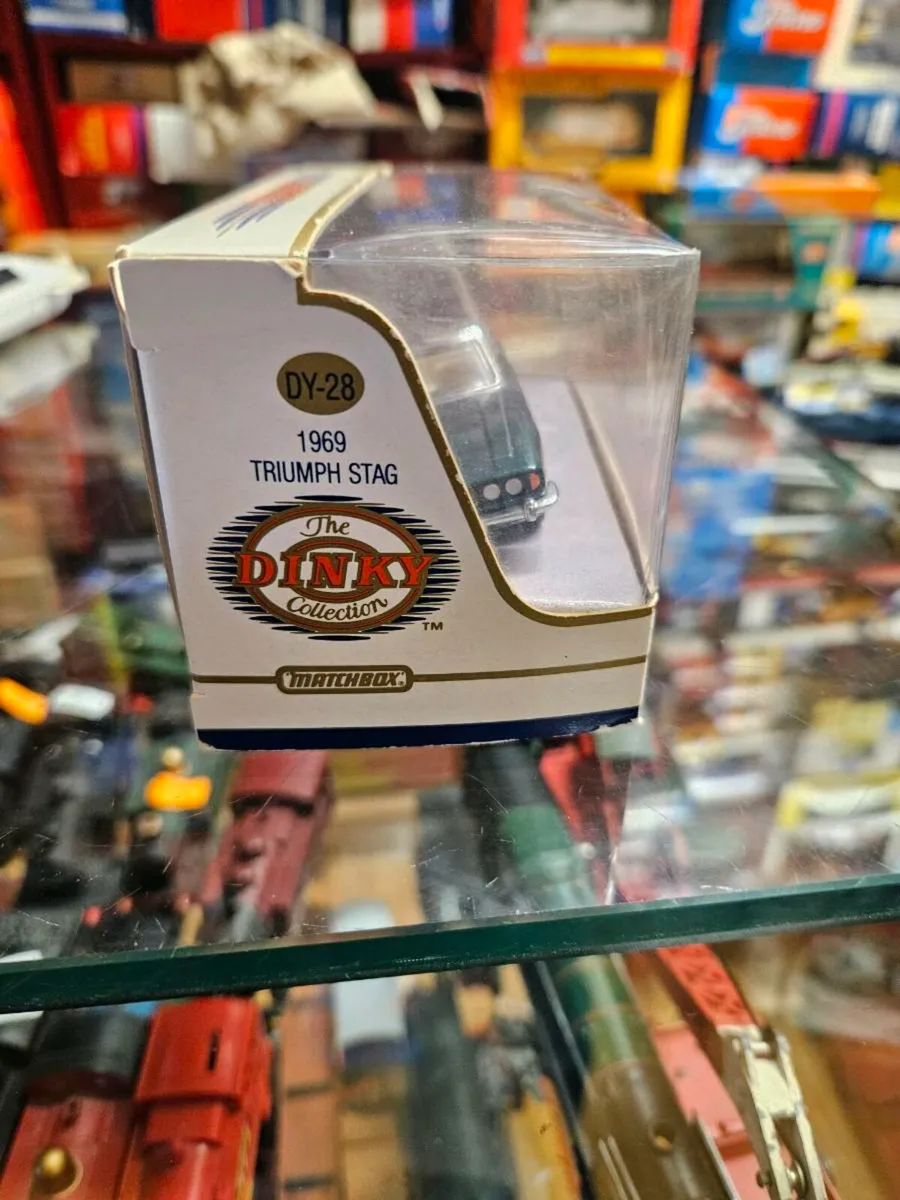 DY-28
1969
TRIUMPH STAG
The
DINKY
Collection
TM
"MATCHBOX"